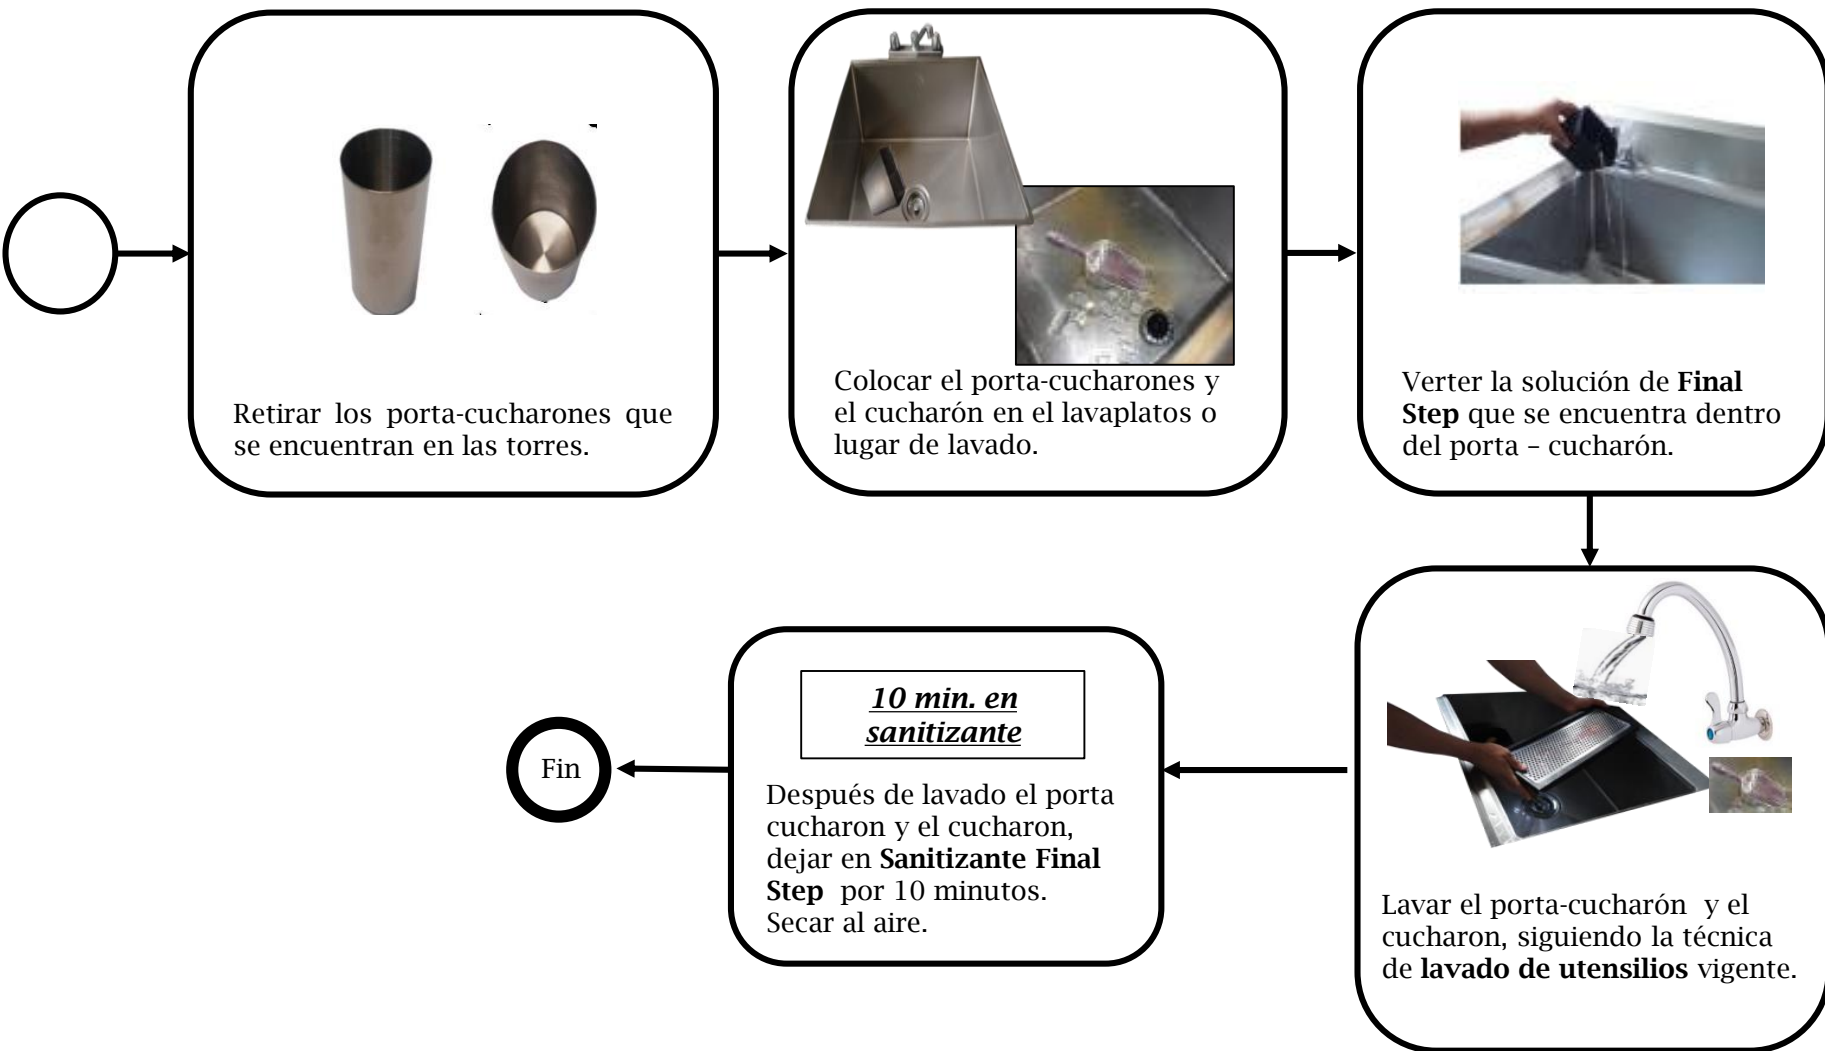 Retirar los porta-cucharones que
se encuentran en las torres.
Colocar el porta-cucharones y
el cucharón en el lavaplatos o
lugar de lavado.
Verter la solución de Final
Step que se encuentra dentro
del porta – cucharón.
Lavar el porta-cucharón y el
cucharon, siguiendo la técnica
de lavado de utensilios vigente.
10 min. en
sanitizante
Después de lavado el porta
cucharon y el cucharon,
dejar en Sanitizante Final
Step por 10 minutos.
Secar al aire.
Fin